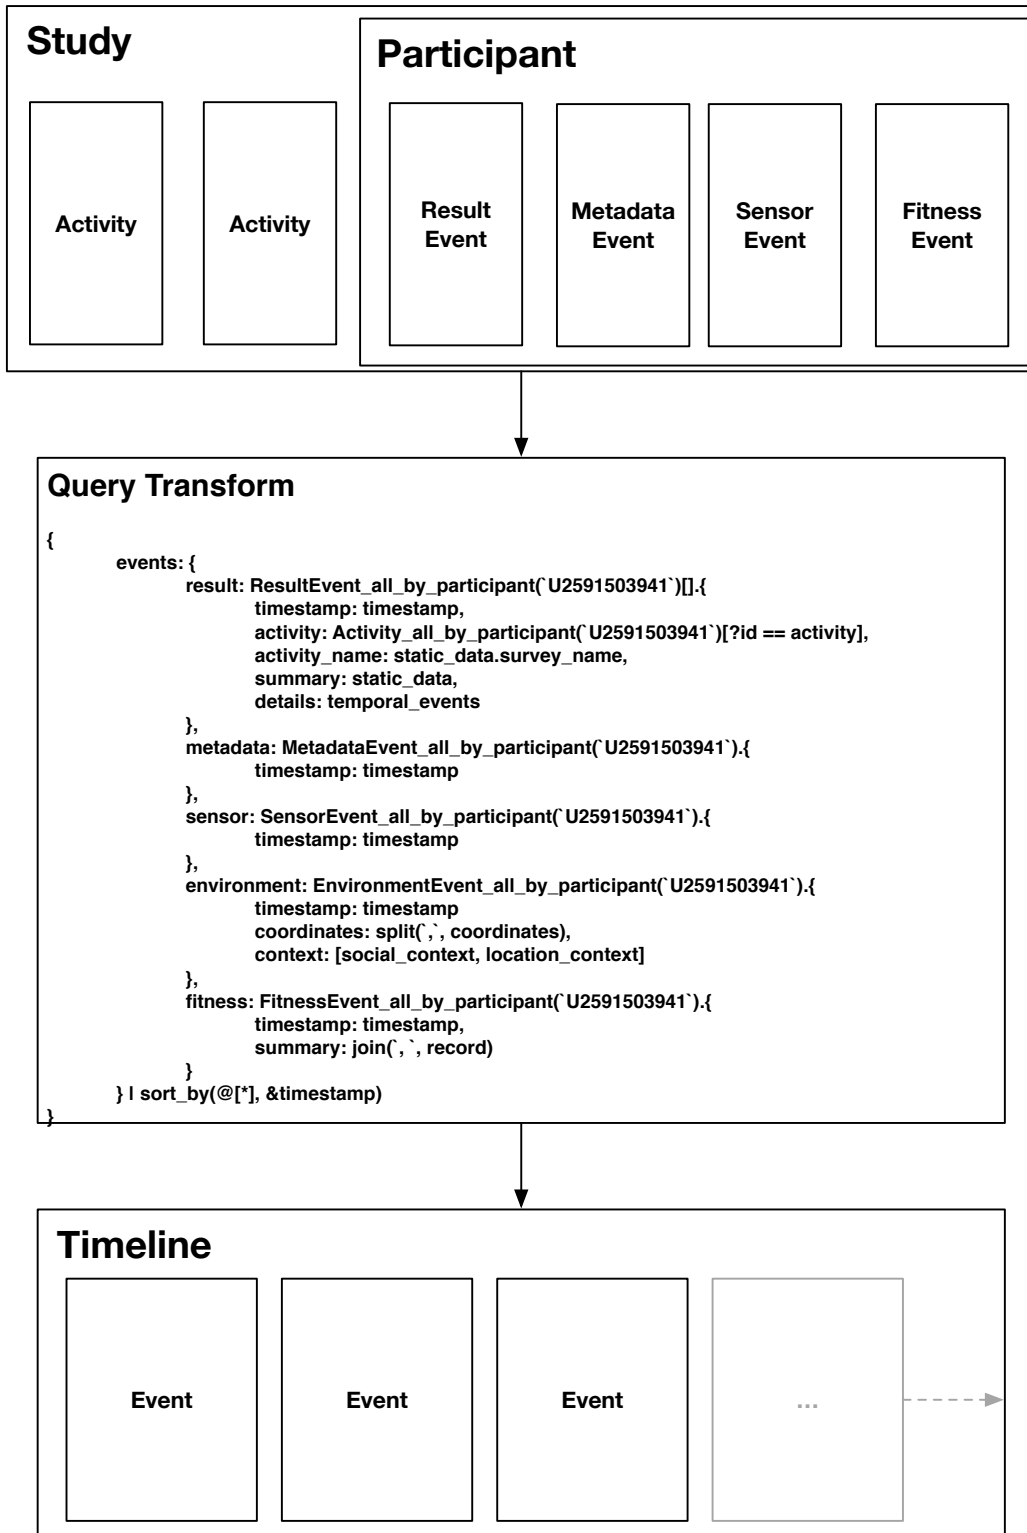 Study
Participant
Activity
Activity
Result
Event
Metadata
Event
Sensor
Event
Fitness
Event
Query Transform
{
events: {
result: ResultEvent_all_by_participant(`U2591503941`)[].{
timestamp: timestamp,
activity: Activity_all_by_participant(`U2591503941`)[?id == activity],
activity_name: static_data.survey_name,
summary: static_data,
details: temporal_events
},
metadata: MetadataEvent_all_by_participant(`U2591503941`).{
timestamp: timestamp
},
sensor: SensorEvent_all_by_participant(`U2591503941`).{
timestamp: timestamp
},
environment: EnvironmentEvent_all_by_participant(`U2591503941`).{
timestamp: timestamp
coordinates: split(`,`, coordinates),
context: [social_context, location_context]
},
fitness: FitnessEvent_all_by_participant(`U2591503941`).{
timestamp: timestamp,
summary: join(`, `, record)
}
} | sort_by(@[*], &timestamp)
}
Timeline
Event
Event
Event
...